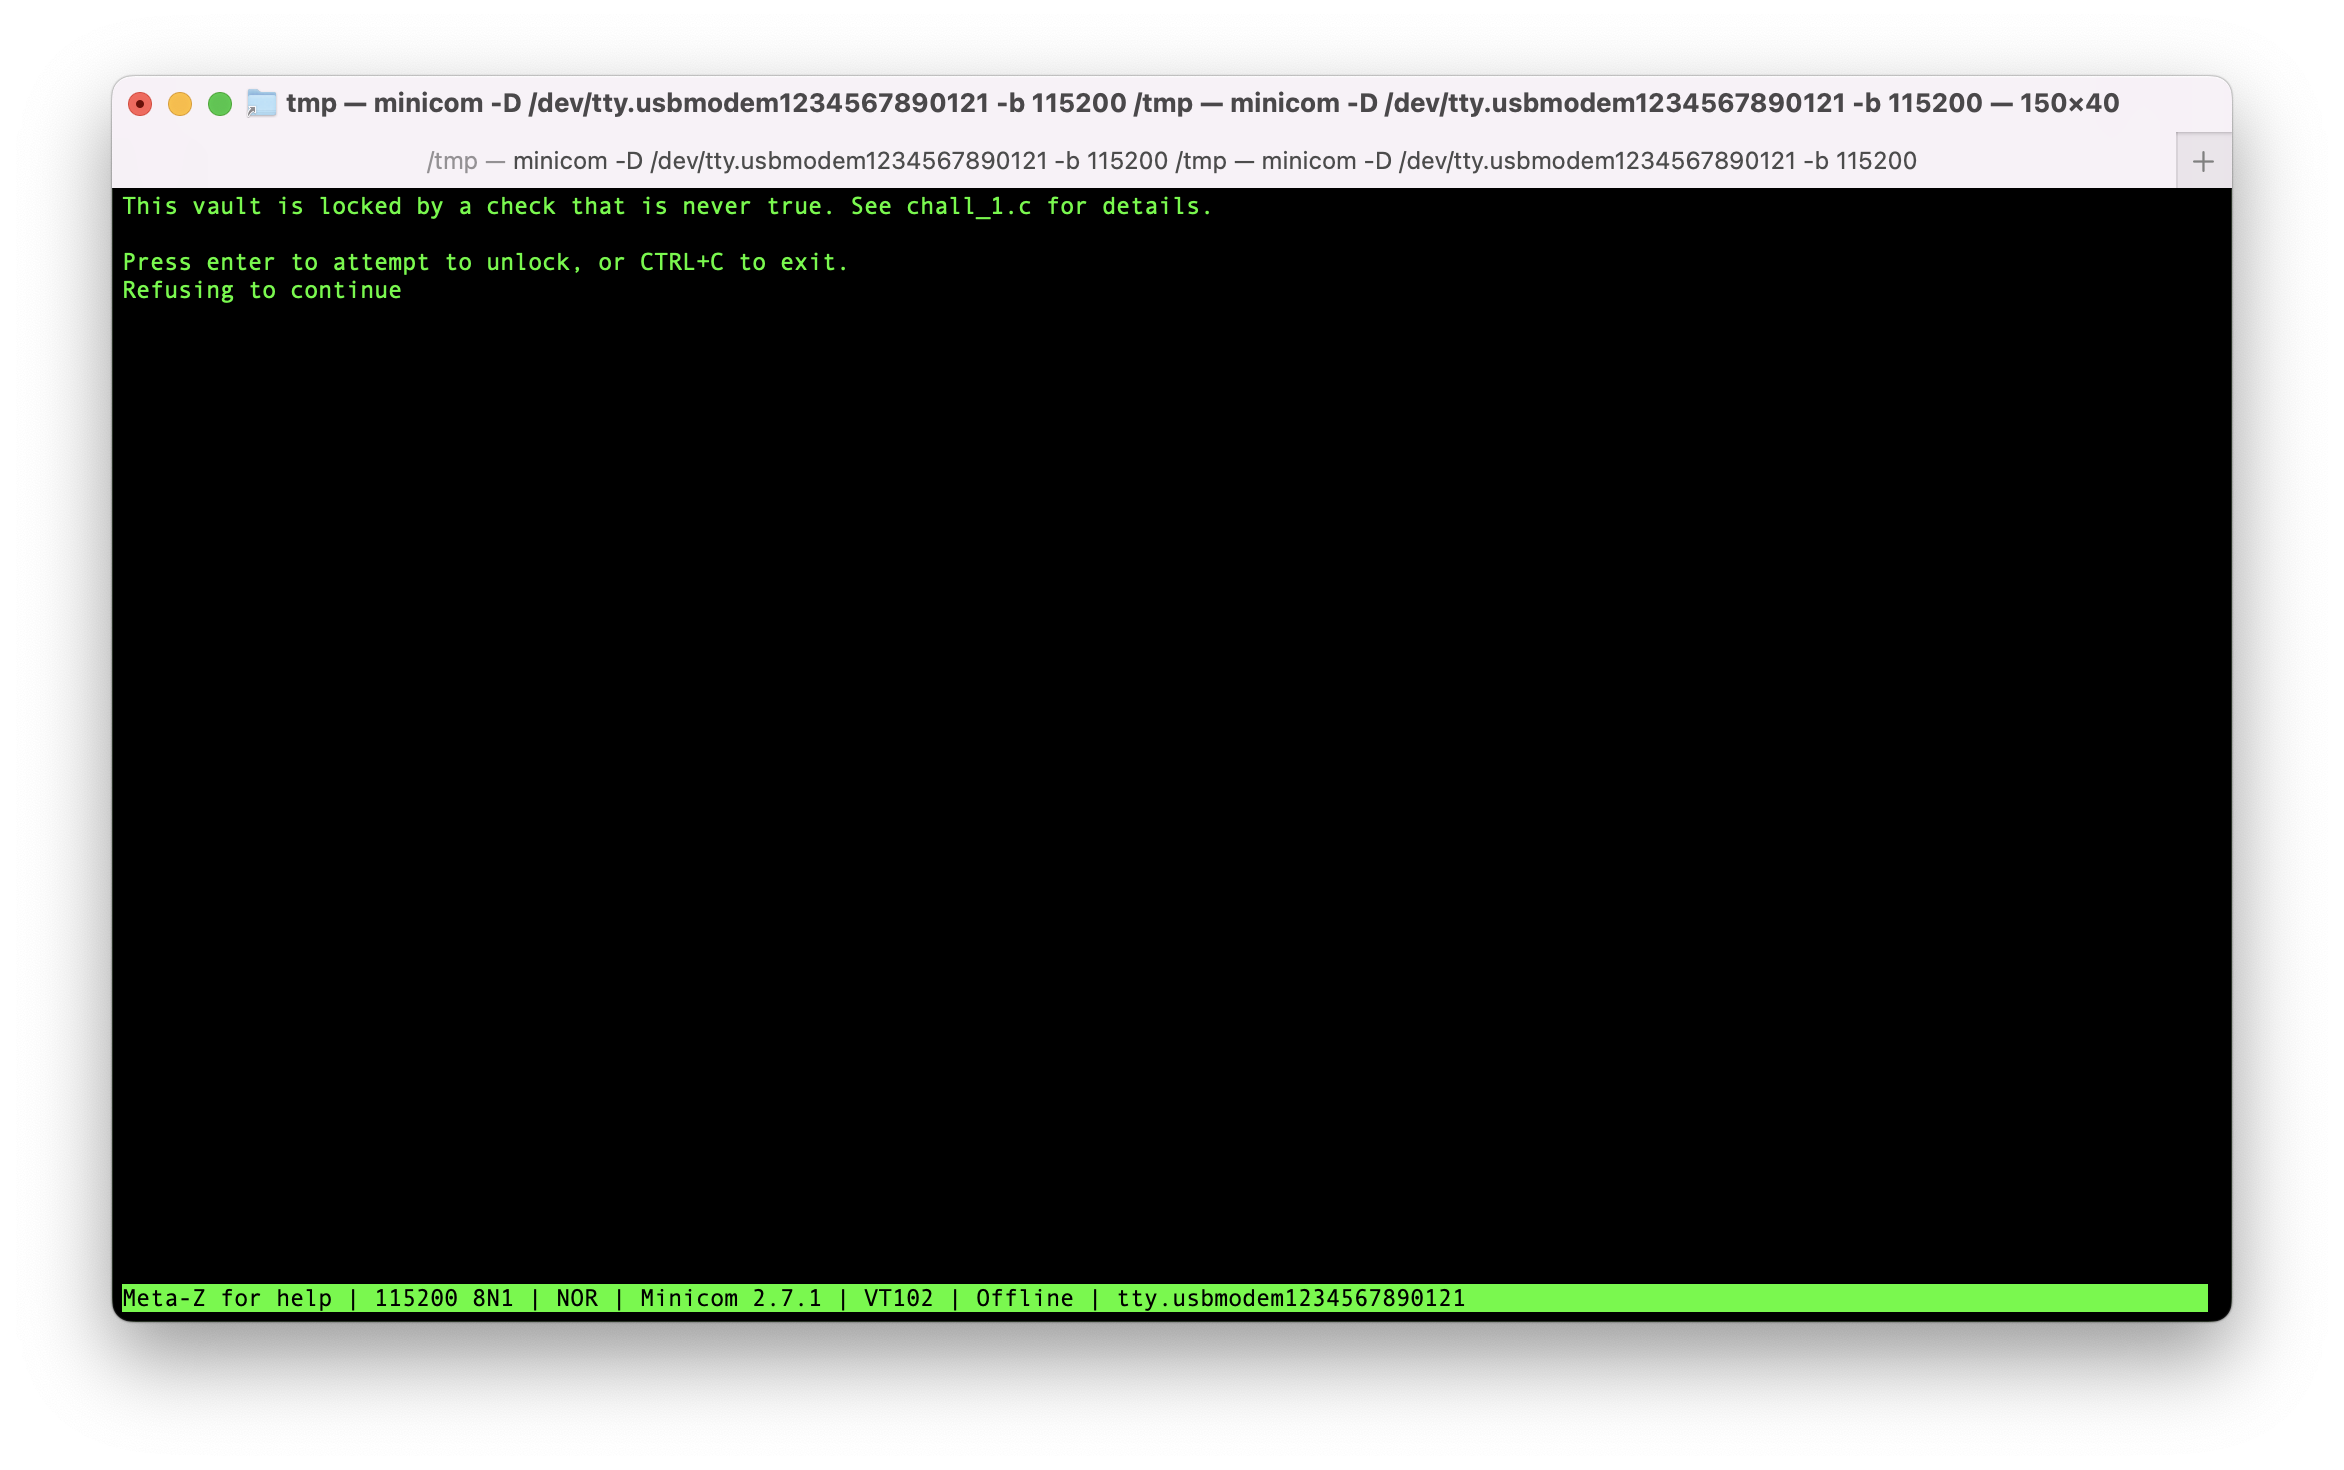 tmp — minicom -D /dev/tty.usbmodem1234567890121 -b 115200 /tmp — minicom -D /dev/tty.usbmodem1234567890121 -b 115200 — 150×40
/tmp — minicom -D /dev/tty.usbmodem1234567890121 -b 115200 /tmp — minicom -D /dev/tty.usbmodem1234567890121 -b 115200
This vault is locked by a check that is never true. See chall_1.c for details.
Press enter to attempt to unlock, or CTRL+C to exit.
Refusing to continue
Meta-Z for help | 115200 8N1 | NOR | Minicom 2.7.1 | VT102 | Offline | tty.usbmodem1234567890121